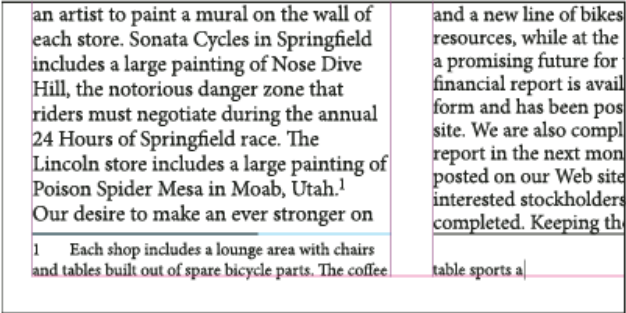 an artist to paint a mural on the wall of
each store. Sonata Cycles in Springfield
includes a large painting of Nose Dive
Hill, the notorious danger zone that
riders must negotiate during the annual
24 Hours of Springfield race. The
Lincoln store includes a large painting of
Poison Spider Mesa in Moab, Utah.1
Our desire to make an ever stronger on
1 Each shop includes a lounge area with chairs
and tables built out of spare bicycle parts. The coffee
and a new line of bikes
resources, while at the
a promising future for
financial report is avail
form and has been pos
site. We are also compl
report in the next mon
posted on our Web site
interested stockholders
completed. Keeping the
table sports a